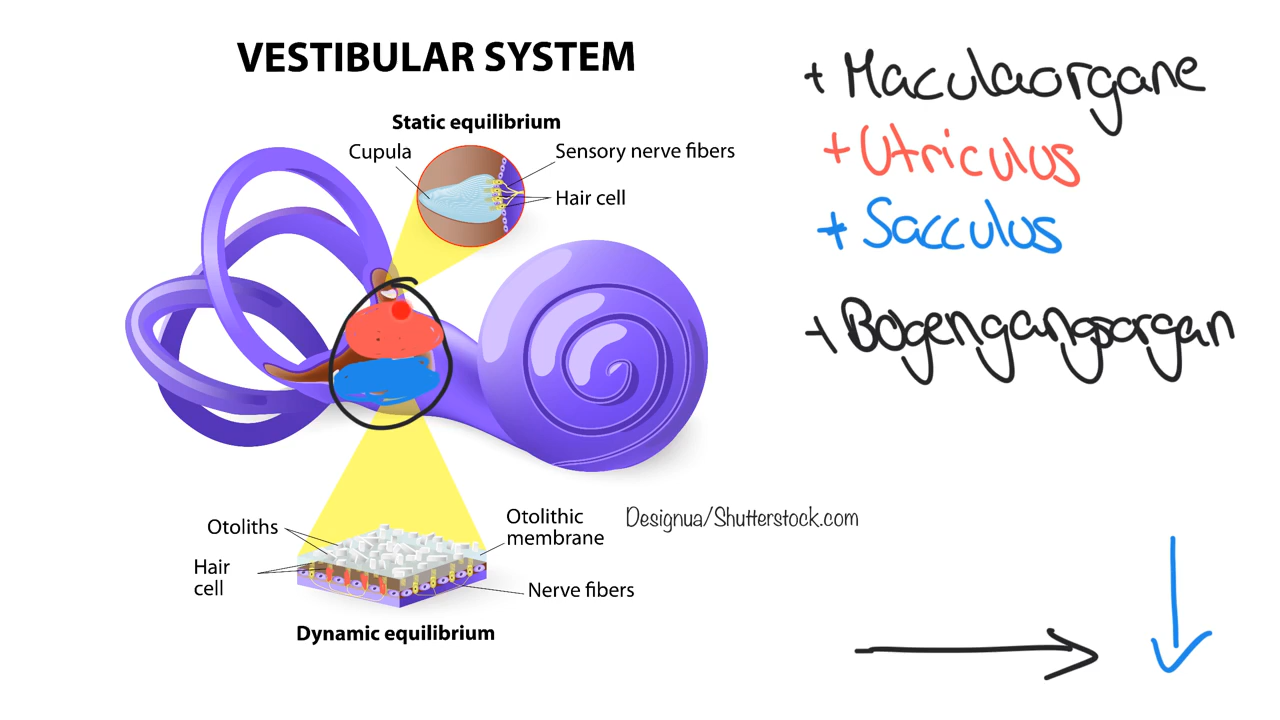 VESTIBULAR SYSTEM
Static equilibrium
Cupula
Sensory nerve fibers
Hair cell
Otoliths
Hair
cell
Otolithic
membrane
Nerve fibers
Dynamic equilibrium
Designua/Shutterstock.com
+ Maculaorgane
+ Utriculus
+ Sacculus
+ Bogengangsorgan